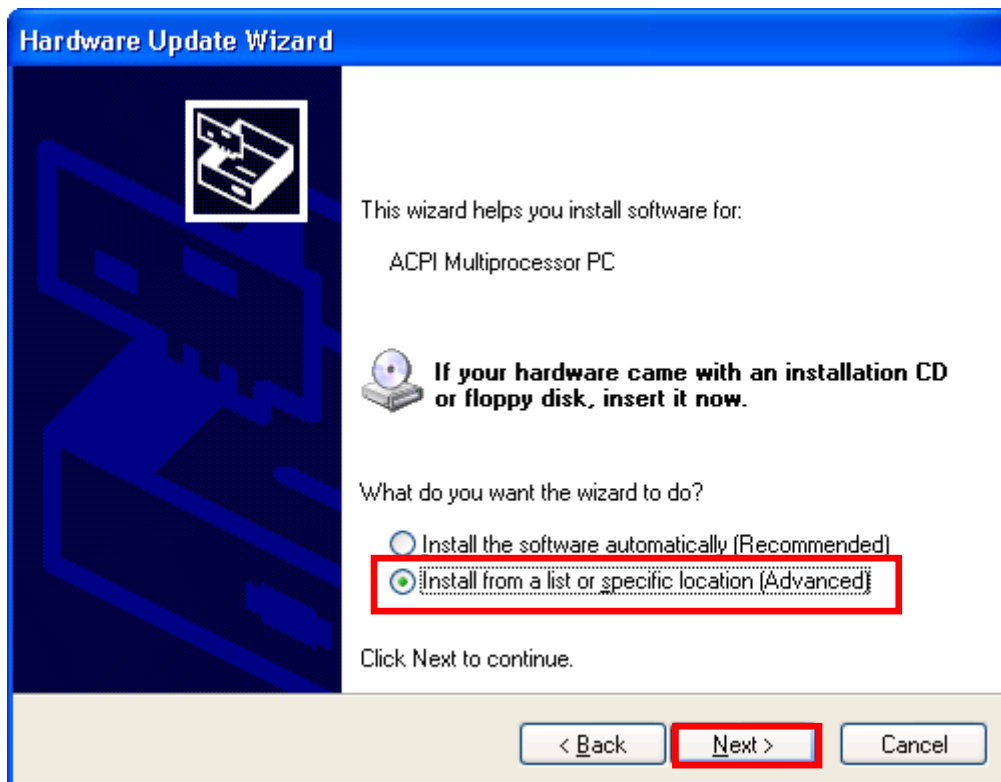 Hardware Update Wizard
This wizard helps you install software for:
ACPI Multiprocessor PC
If your hardware came with an installation CD
or floppy disk, insert it now.
What do you want the wizard to do?
Install the software automatically (Recommended)
Install from a list or specific location (Advanced)
Click Next to continue.
< Back
Next >
Cancel